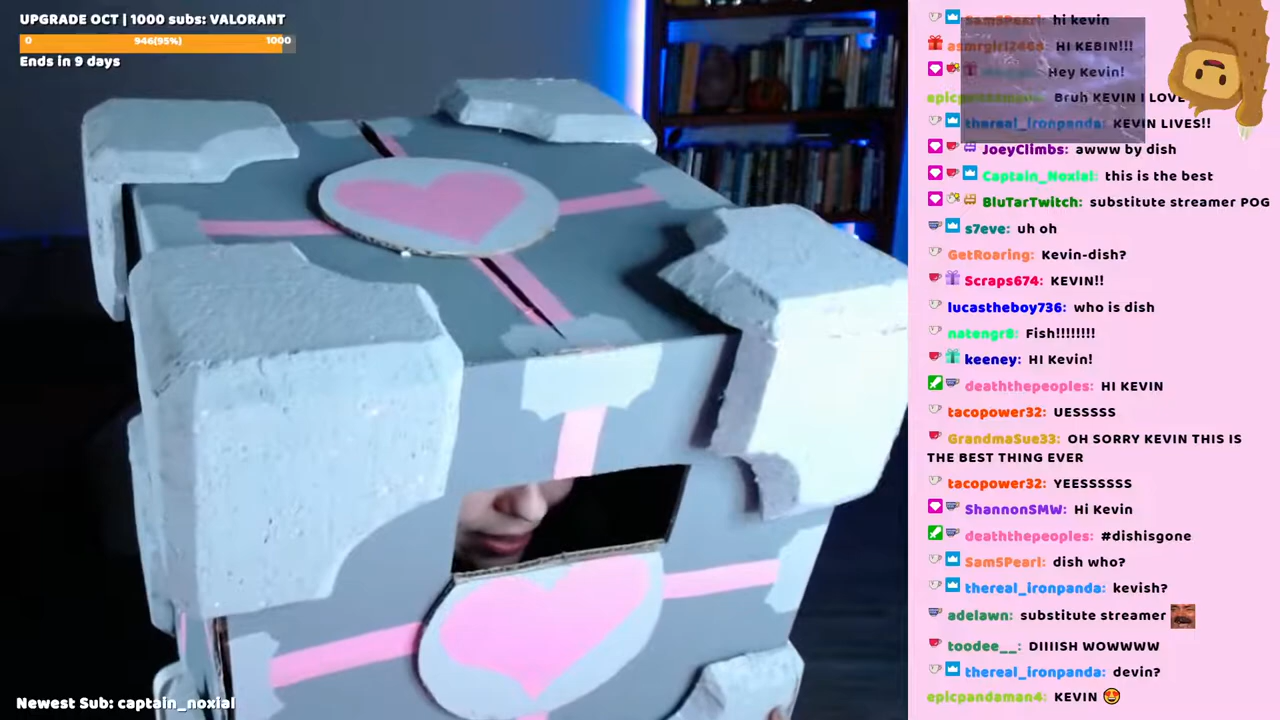 UPGRADE OCT | 1000 subs: VALORANT
0 946(95%) 1000
Ends in 9 days
Newest Sub: captain_noxial
Sam5Pearl: hi kevin
asmrgirl2468: HI KEBIN!!!
Hey Kevin!
Bruh KEVIN I LOVE
thereal_ironpanda: KEVIN LIVES!!
JoeyClimbs: awww by dish
Captain_Noxial: this is the best
BluTarTwitch: substitute streamer POG
s7eve: uh oh
GetRoaring: Kevin-dish?
Scraps674: KEVIN!!
lucastheboy736: who is dish
natengr8: Fish!!!!!!!!
keeney: HI Kevin!
deaththepeoples: HI KEVIN
tacopower32: UESSSSS
GrandmaSue33: OH SORRY KEVIN THIS IS
THE BEST THING EVER
tacopower32: YEESSSSSS
ShannonSMW: Hi Kevin
deaththepeoples: #dishisgone
Sam5Pearl: dish who?
thereal_ironpanda: kevish?
adelawn: substitute streamer
toodee__: DIIIISH WOWWWWW
thereal_ironpanda: devin?
epicpandaman4: KEVIN